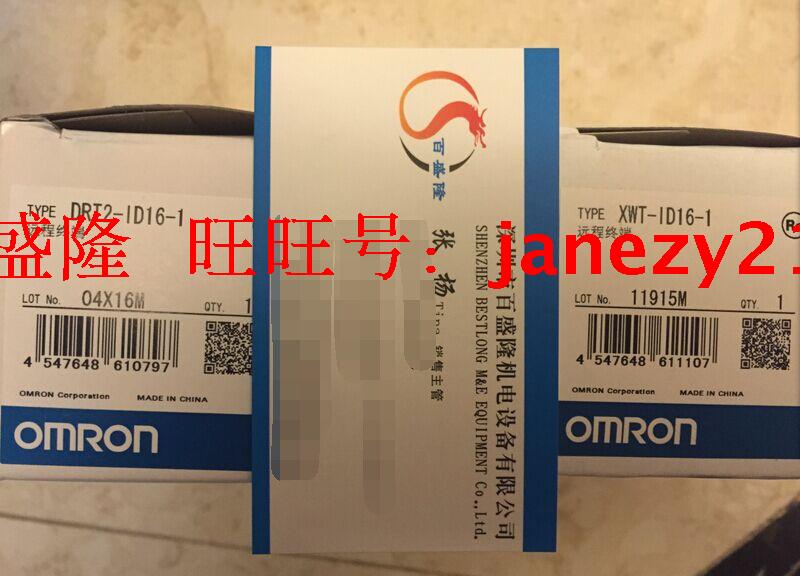 TYPE DRT2-ID16-1
远程终端
LOT No. 04X16M QTY. 1
4 547648 610797
OMRON Corporation MADE IN CHINA
OMRON
百盛隆
张 扬 Tina 销售主管
深圳市百盛隆机电设备有限公司
SHENZHEN BESTLONG M&E EQUIPMENT Co.,Ltd.
TYPE XWT-ID16-1
远程终端
R
LOT No. 11915M QTY. 1
4 547648 611107
OMRON Corporation MADE IN CHINA
OMRON
盛隆 旺旺号: janezy21